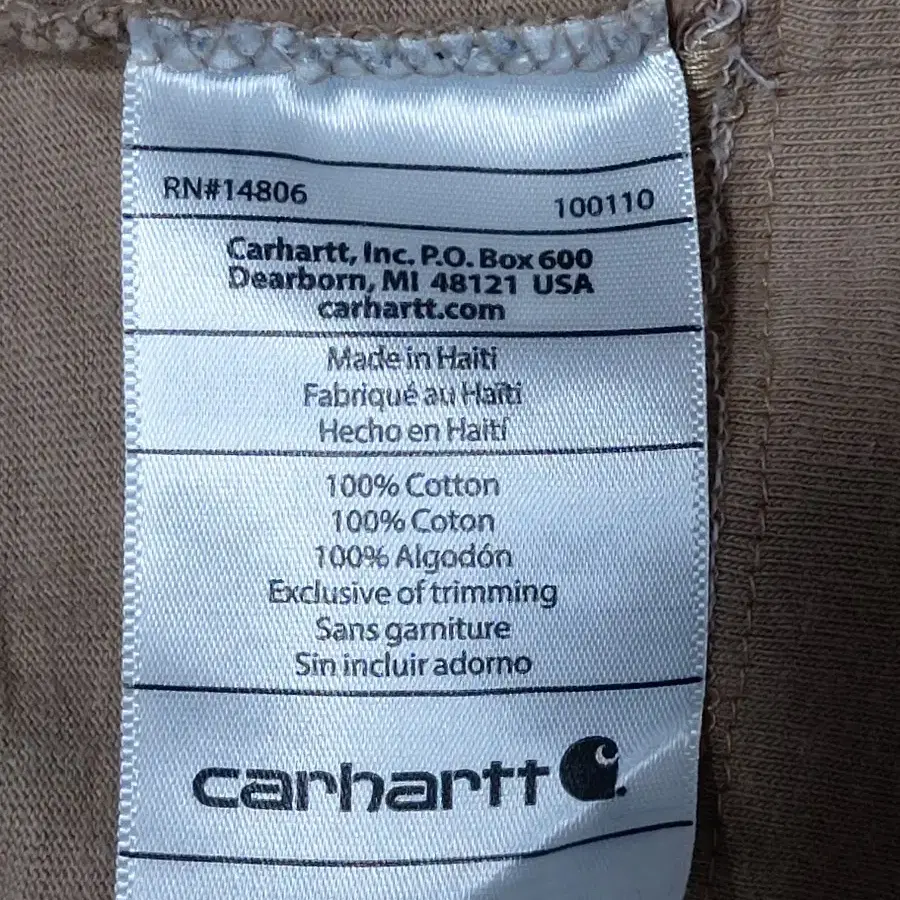 RN#14806 100110
Carhartt, Inc. P.O. Box 600
Dearborn, MI 48121 USA
carhartt.com
Made in Haiti
Fabriqué au Haïti
Hecho en Haití
100% Cotton
100% Coton
100% Algodón
Exclusive of trimming
Sans garniture
Sin incluir adorno
carhartt